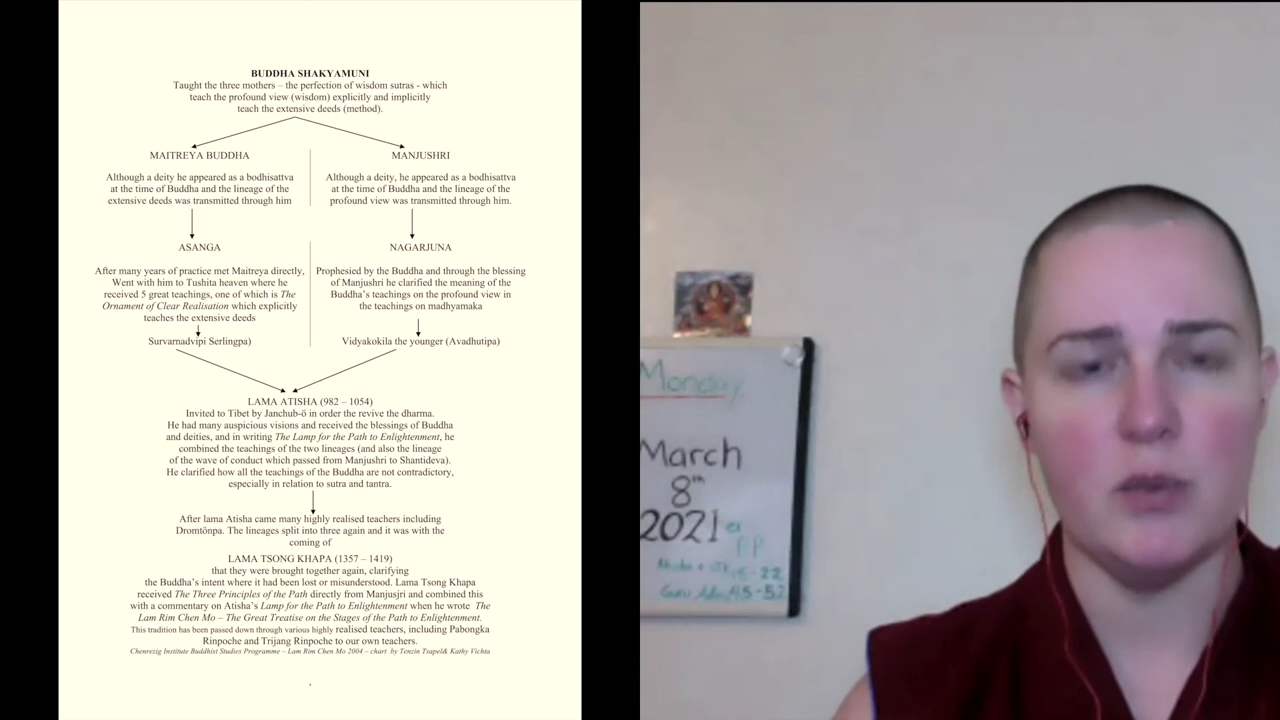 BUDDHA SHAKYAMUNI
Taught the three mothers – the perfection of wisdom sutras - which
teach the profound view (wisdom) explicitly and implicitly
teach the extensive deeds (method).
MAITREYA BUDDHA
Although a deity he appeared as a bodhisattva
at the time of Buddha and the lineage of the
extensive deeds was transmitted through him
MANJUSHRI
Although a deity, he appeared as a bodhisattva
at the time of Buddha and the lineage of the
profound view was transmitted through him.
ASANGA
After many years of practice met Maitreya directly,
Went with him to Tushita heaven where he
received 5 great teachings, one of which is The
Ornament of Clear Realisation which explicitly
teaches the extensive deeds
Survarnadvipi Serlingpa)
NAGARJUNA
Prophesied by the Buddha and through the blessing
of Manjushri he clarified the meaning of the
Buddha's teachings on the profound view in
the teachings on madhyamaka
Vidyakokila the younger (Avadhutipa)
LAMA ATISHA (982 – 1054)
Invited to Tibet by Janchub-ö in order the revive the dharma.
He had many auspicious visions and received the blessings of Buddha
and deities, and in writing The Lamp for the Path to Enlightenment, he
combined the teachings of the two lineages (and also the lineage
of the wave of conduct which passed from Manjushri to Shantideva).
He clarified how all the teachings of the Buddha are not contradictory,
especially in relation to sutra and tantra.
After lama Atisha came many highly realised teachers including
Dromtönpa. The lineages split into three again and it was with the
coming of
LAMA TSONG KHAPA (1357 – 1419)
that they were brought together again, clarifying
the Buddha's intent where it had been lost or misunderstood. Lama Tsong Khapa
received The Three Principles of the Path directly from Manjusjri and combined this
with a commentary on Atisha's Lamp for the Path to Enlightenment when he wrote The
Lam Rim Chen Mo – The Great Treatise on the Stages of the Path to Enlightenment.
This tradition has been passed down through various highly realised teachers, including Pabongka
Rinpoche and Trijang Rinpoche to our own teachers.
Chenrezig Institute Buddhist Studies Programme – Lam Rim Chen Mo 2004 – chart by Tenzin Tsapel& Kathy Vichta
Monday
March
8th
2021
PP
15-22
45-52